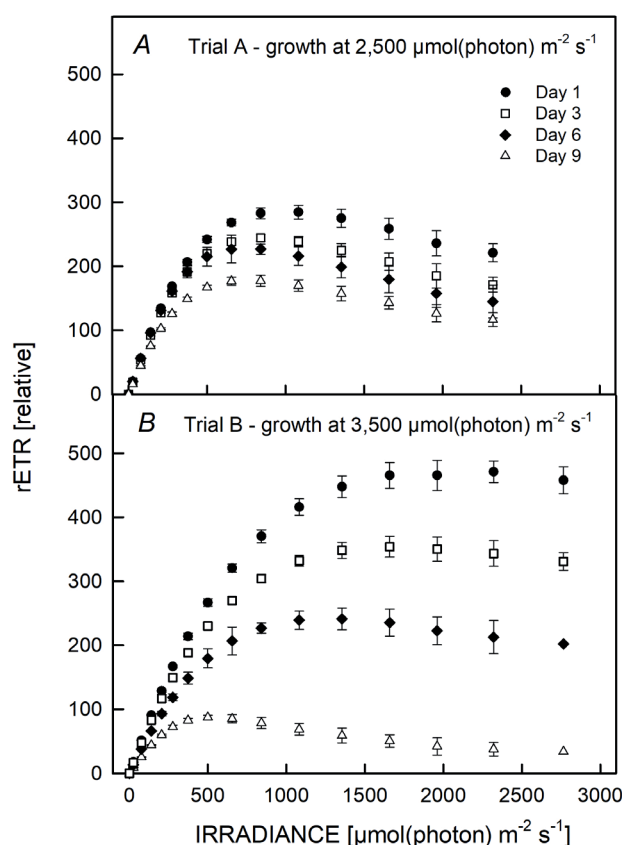 A Trial A - growth at 2,500 µmol(photon) m⁻² s⁻¹
500
Day 1
Day 3
400
Day 6
Day 9
300
200
100
0
B Trial B - growth at 3,500 µmol(photon) m⁻² s⁻¹
500
400
300
200
100
0
rETR [relative]
0 500 1000 1500 2000 2500 3000
IRRADIANCE [µmol(photon) m⁻² s⁻¹]